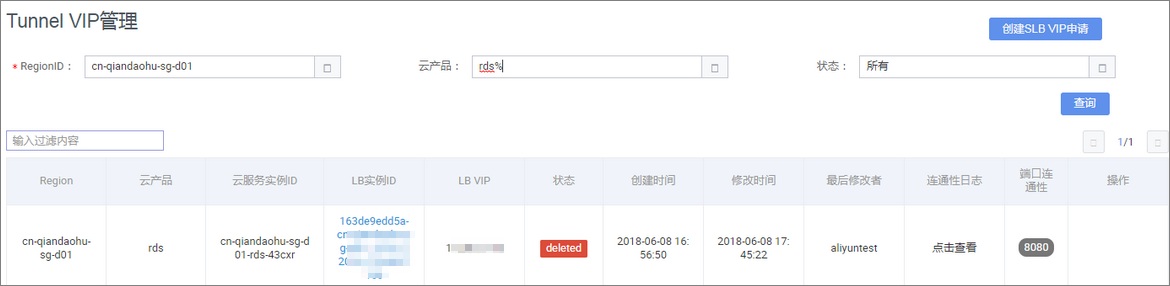 Tunnel VIP管理
创建SLB VIP申请
* RegionID： cn-qiandaohu-sg-d01 云产品： rds% 状态： 所有
查询
输入过滤内容 1/1
Region 云产品 云服务实例ID LB实例ID LB VIP 状态 创建时间 修改时间 最后修改者 连通性日志 端口连通性 操作
cn-qiandaohu-
sg-d01
rds
cn-qiandaohu-sg-d
01-rds-43cxr
163de9edd5a-
deleted
2018-06-08 16:
56:50
2018-06-08 17:
45:22
aliyuntest
点击查看
8080